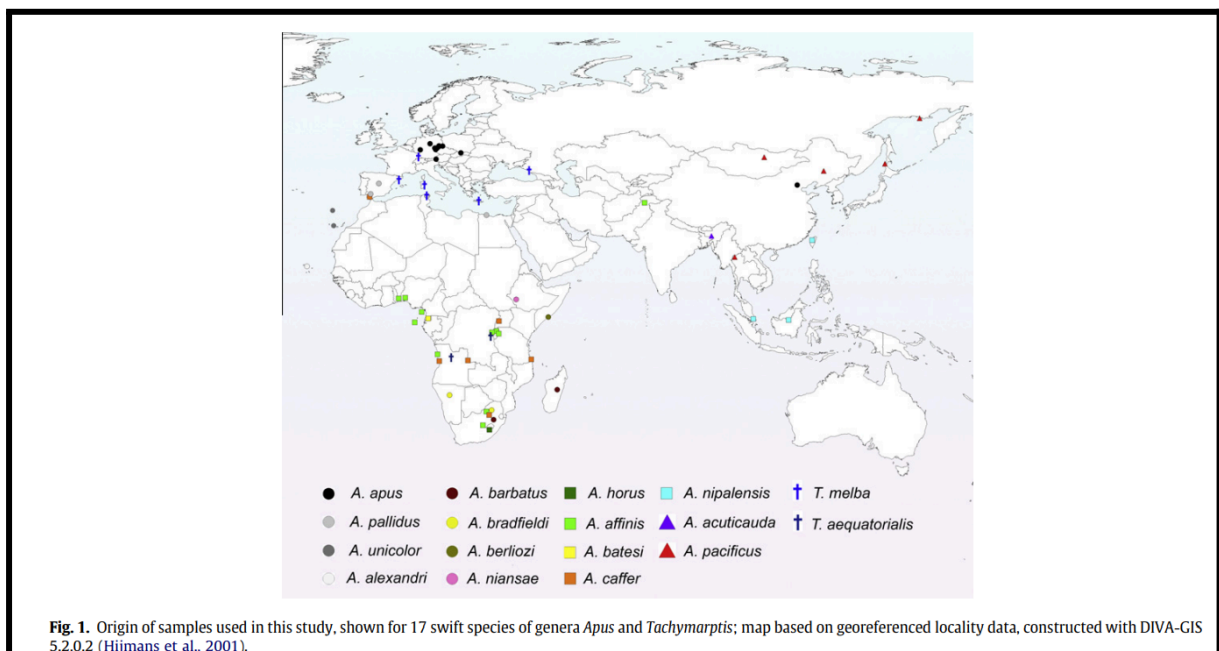 A. apus A. barbatus A. horus A. nipalensis T. melba
A. pallidus A. bradfieldi A. affinis A. acuticauda T. aequatorialis
A. unicolor A. berliozi A. batesi A. pacificus
A. alexandri A. niansae A. caffer
Fig. 1. Origin of samples used in this study, shown for 17 swift species of genera Apus and Tachymarptis; map based on georeferenced locality data, constructed with DIVA-GIS
5.2.0.2 (Hijmans et al., 2001).